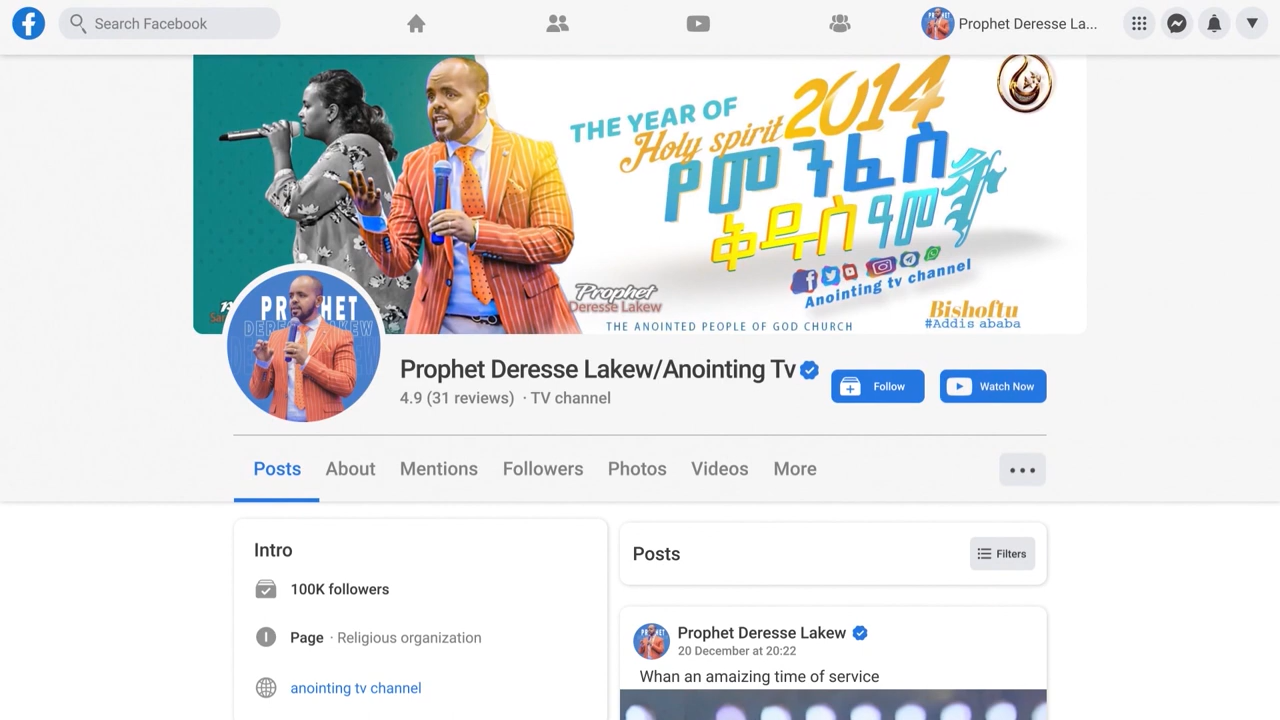 Search Facebook
Prophet Deresse La...
THE YEAR OF
Holy spirit
2014
የመንፈስ
ቅዱስ ዓመት
Anointing tv channel
Prophet
Deresse Lakew
Bishoftu
#Addis ababa
THE ANOINTED PEOPLE OF GOD CHURCH
PROPHET
DERESSE LAKEW
Prophet Deresse Lakew/Anointing Tv
4.9 (31 reviews) · TV channel
Follow
Watch Now
Posts
About
Mentions
Followers
Photos
Videos
More
Intro
100K followers
Page · Religious organization
anointing tv channel
Posts
Filters
Prophet Deresse Lakew
20 December at 20:22
Whan an amaizing time of service